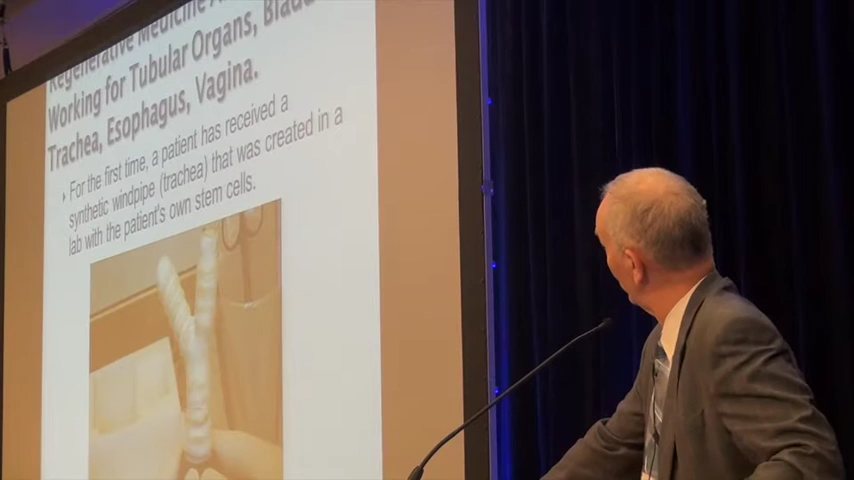 Regenerative Medicine
Working for Tubular Organs,
Trachea, Esophagus, Vagina.
For the first time, a patient has received a
synthetic windpipe (trachea) that was created in a
lab with the patient's own stem cells.